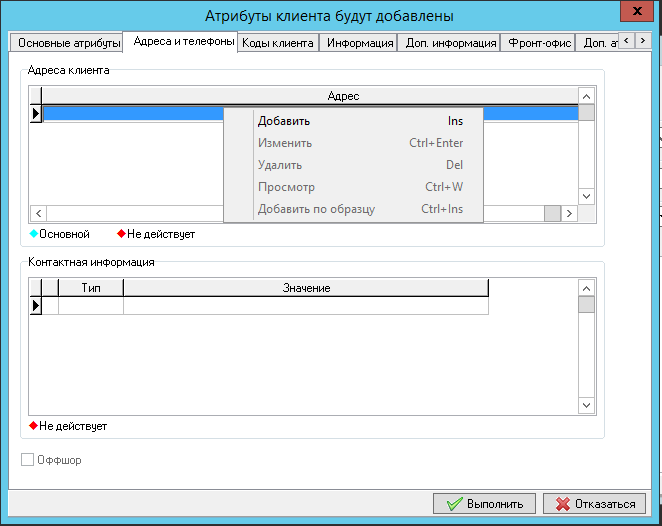 Атрибуты клиента будут добавлены
Основные атрибуты Адреса и телефоны Коды клиента Информация Доп. информация Фронт-офис Доп. ат
Адреса клиента
Адрес
Добавить Ins
Изменить Ctrl+Enter
Удалить Del
Просмотр Ctrl+W
Добавить по образцу Ctrl+Ins
Основной Не действует
Контактная информация
Тип Значение
Не действует
Оффшор
Выполнить Отказаться